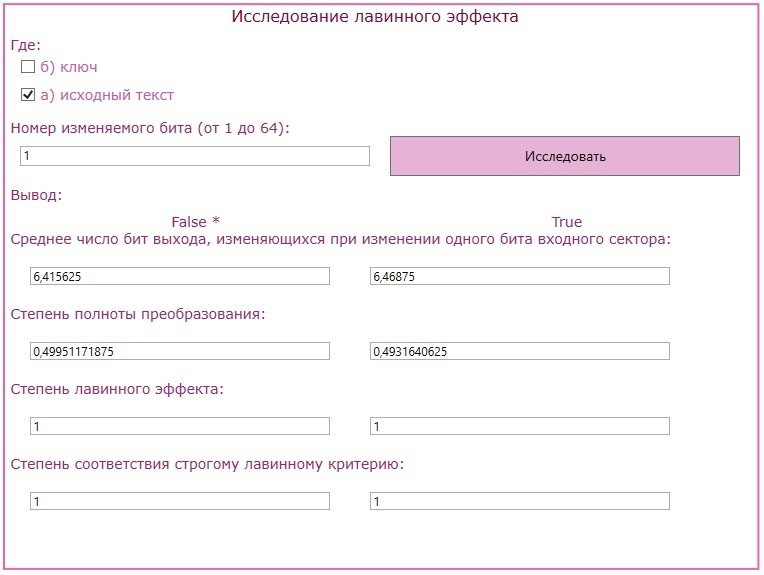 Исследование лавинного эффекта
Где:
б) ключ
а) исходный текст
Номер изменяемого бита (от 1 до 64):
1
Исследовать
Вывод:
False * True
Среднее число бит выхода, изменяющихся при изменении одного бита входного сектора:
6,415625 6,46875
Степень полноты преобразования:
0,49951171875 0,4931640625
Степень лавинного эффекта:
1 1
Степень соответствия строгому лавинному критерию:
1 1